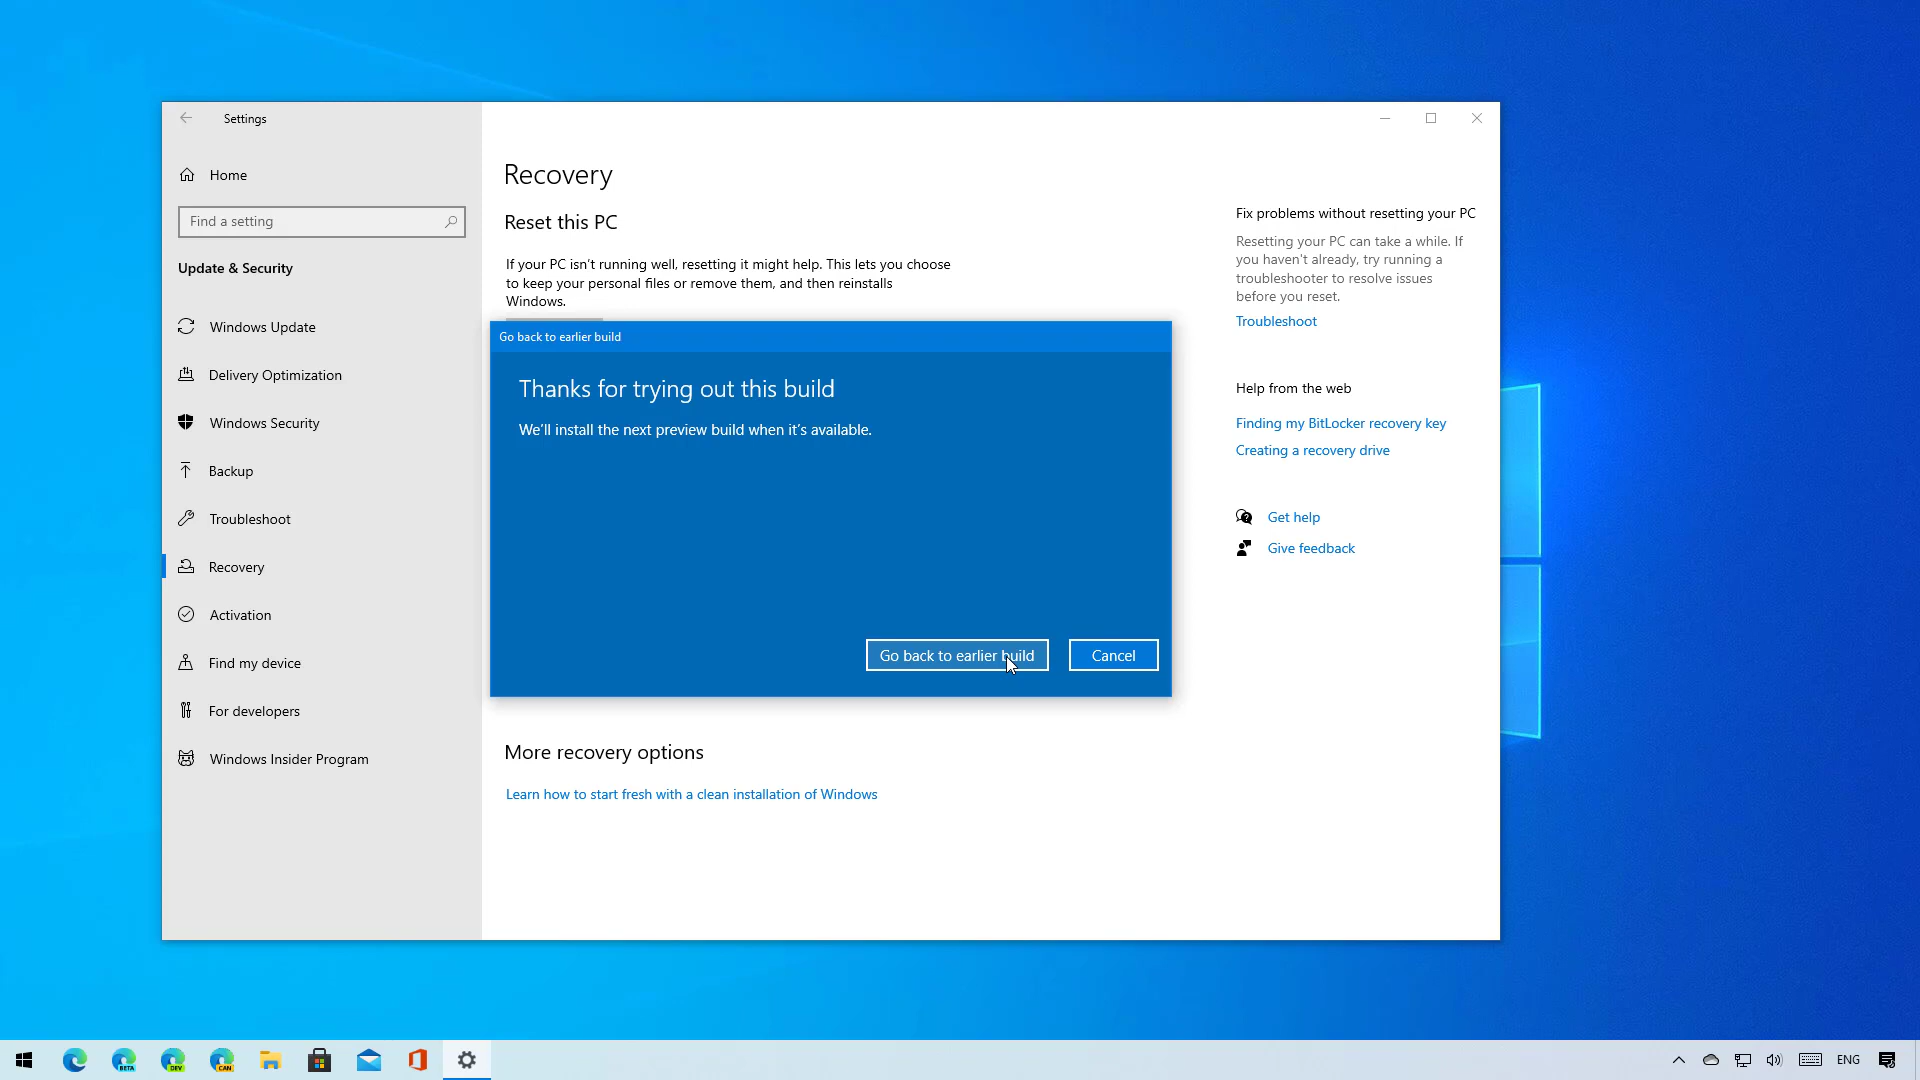 Settings
Home
Find a setting
Update & Security
Windows Update
Delivery Optimization
Windows Security
Backup
Troubleshoot
Recovery
Activation
Find my device
For developers
Windows Insider Program
Recovery
Reset this PC
If your PC isn't running well, resetting it might help. This lets you choose
to keep your personal files or remove them, and then reinstalls
Windows.
Go back to earlier build
Thanks for trying out this build
We'll install the next preview build when it's available.
Go back to earlier build
Cancel
More recovery options
Learn how to start fresh with a clean installation of Windows
Fix problems without resetting your PC
Resetting your PC can take a while. If
you haven't already, try running a
troubleshooter to resolve issues
before you reset.
Troubleshoot
Help from the web
Finding my BitLocker recovery key
Creating a recovery drive
Get help
Give feedback
BETA
DEV
CAN
ENG